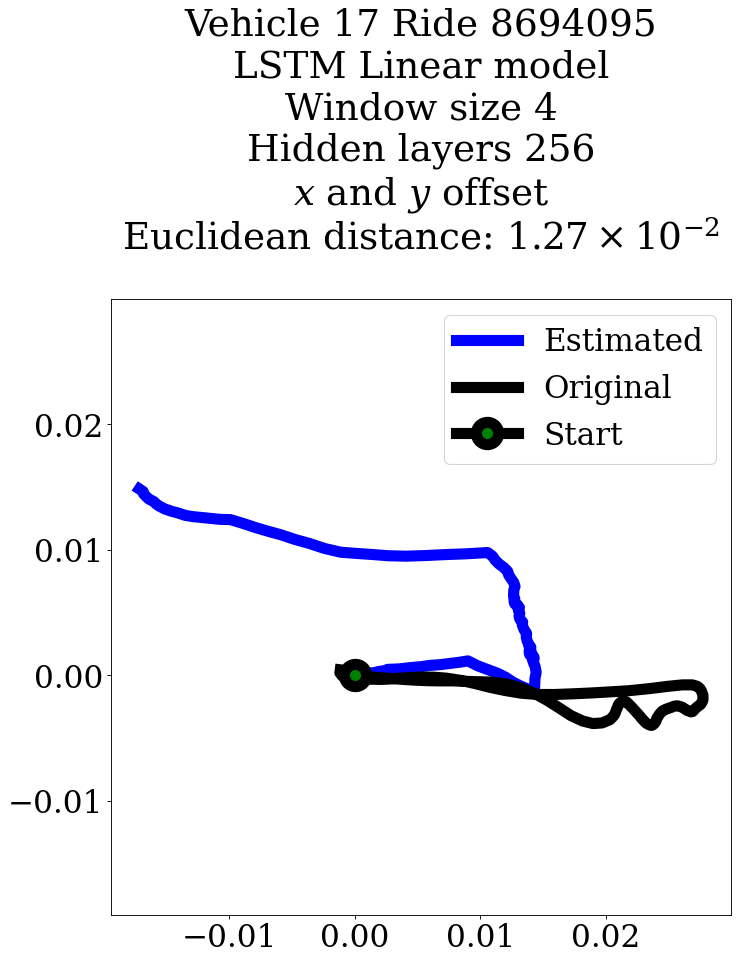 Vehicle 17 Ride 8694095
LSTM Linear model
Window size 4
Hidden layers 256
x and y offset
Euclidean distance: 1.27 × 10⁻²
Estimated
Original
Start
0.02
0.01
0.00
−0.01
−0.01 0.00 0.01 0.02